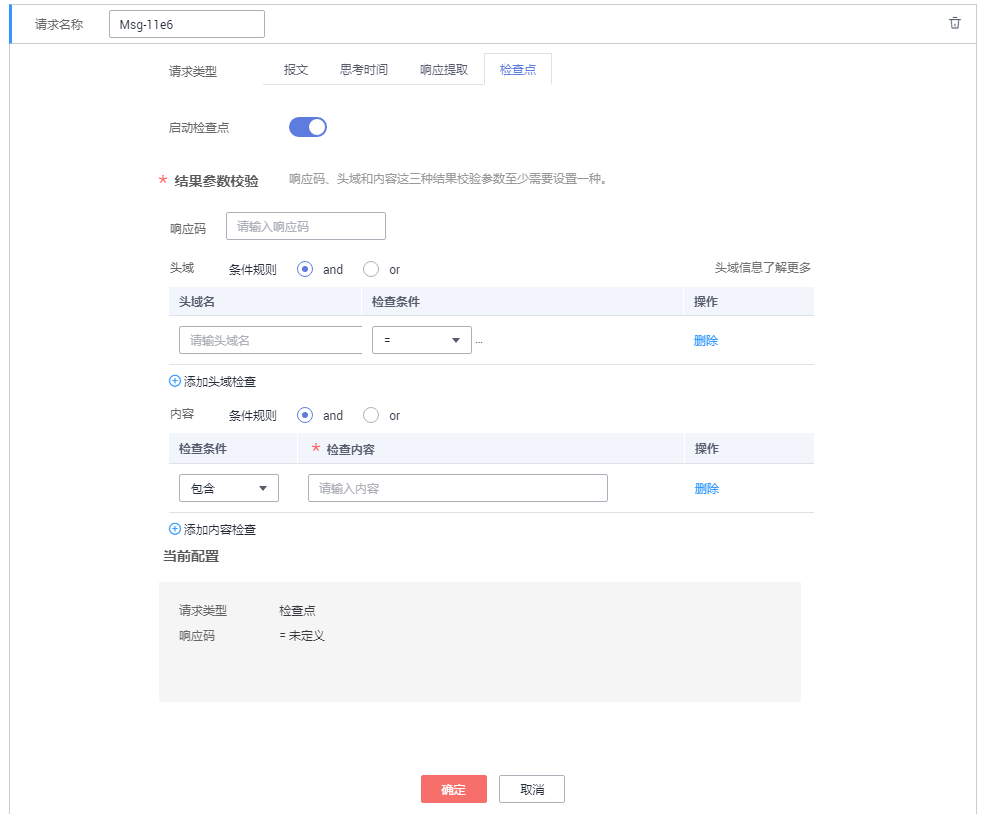 请求名称 Msg-11e6
请求类型 报文 思考时间 响应提取 检查点
启动检查点
* 结果参数校验 响应码、头域和内容这三种结果校验参数至少需要设置一种。
响应码 请输入响应码
头域 条件规则 and or 头域信息了解更多
头域名 检查条件 操作
请输头域名 = ... 删除
添加头域检查
内容 条件规则 and or
检查条件 * 检查内容 操作
包含 请输入内容 删除
添加内容检查
当前配置
请求类型 检查点
响应码 = 未定义
确定 取消